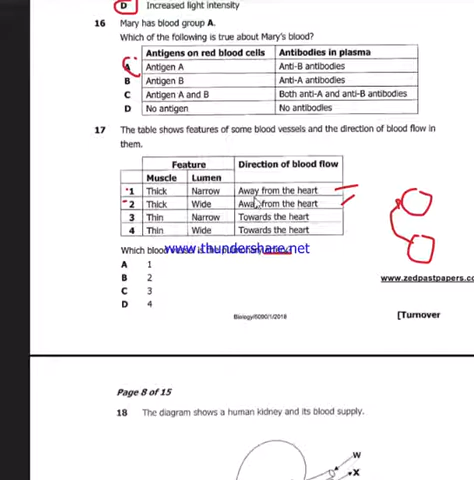 D Increased light intensity
16 Mary has blood group A.
Which of the following is true about Mary's blood?
Antigens on red blood cells Antibodies in plasma
A Antigen A Anti-B antibodies
B Antigen B Anti-A antibodies
C Antigen A and B Both anti-A and anti-B antibodies
D No antigen No antibodies
17 The table shows features of some blood vessels and the direction of blood flow in
them.
Feature Direction of blood flow
Muscle Lumen
1 Thick Narrow Away from the heart
2 Thick Wide Away from the heart
3 Thin Narrow Towards the heart
4 Thin Wide Towards the heart
Which blood
www.thundershare.net
A 1
B 2
C 3
D 4
www.zedpastpapers.c
Biology/5090/1/2018
[Turnover
Page 8 of 15
18 The diagram shows a human kidney and its blood supply.
W
X